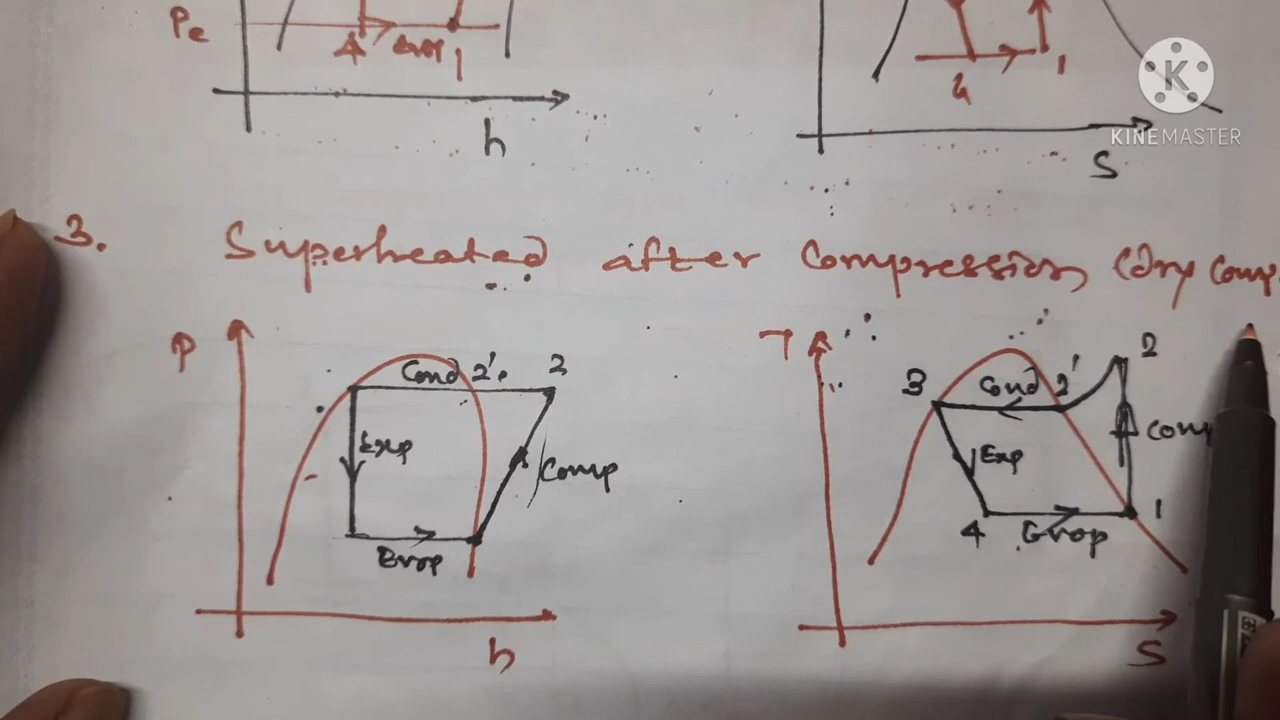 Pe
4 Evap 1
h
4 1
S
KINEMASTER
3. Superheated after Compression (dry Comp.
P Cond 2' 2
Exp Comp
Evap
h
T 3 Cond 2' 2
Exp Comp
4 Evap 1
S